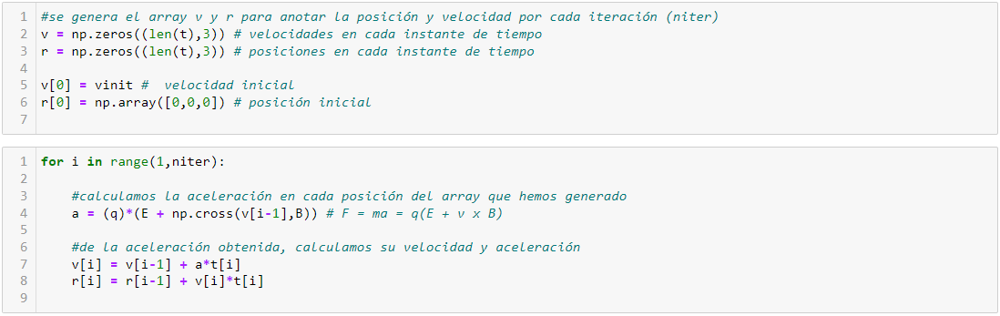 1 #se genera el array v y r para anotar la posición y velocidad por cada iteración (niter)
2 v = np.zeros((len(t),3)) # velocidades en cada instante de tiempo
3 r = np.zeros((len(t),3)) # posiciones en cada instante de tiempo
4
5 v[0] = vinit #  velocidad inicial
6 r[0] = np.array([0,0,0]) # posición inicial
7
1 for i in range(1,niter):
2
3     #calculamos la aceleración en cada posición del array que hemos generado
4     a = (q)*(E + np.cross(v[i-1],B)) # F = ma = q(E + v x B)
5
6     #de la aceleración obtenida, calculamos su velocidad y aceleración
7     v[i] = v[i-1] + a*t[i]
8     r[i] = r[i-1] + v[i]*t[i]
9